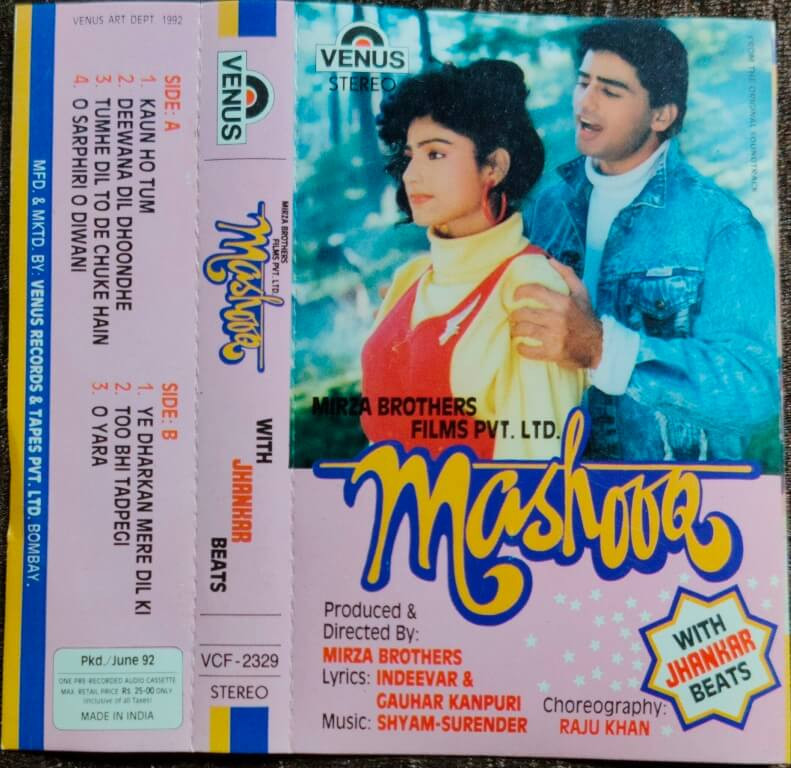 VENUS ART DEPT. 1992
SIDE: A
1. KAUN HO TUM
2. DEEWANA DIL DHOONDHE
3. TUMHE DIL TO DE CHUKE HAIN
4. O SARPHIRI O DIWANI
SIDE: B
1. YE DHARKAN MERE DIL KI
2. TOO BHI TADPEGI
3. O YARA
MFD. & MKTD. BY: VENUS RECORDS & TAPES PVT. LTD. BOMBAY.
Pkd./June 92
ONE PRE-RECORDED AUDIO CASSETTE
MAX. RETAIL PRICE RS. 25-00 ONLY
(Inclusive of all Taxes)
MADE IN INDIA
VENUS
MIRZA BROTHERS
FILMS PVT. LTD.
Mashooq
WITH JHANKAR BEATS
VCF-2329
STEREO
VENUS
STEREO
FROM THE ORIGINAL SOUNDTRACK
MIRZA BROTHERS
FILMS PVT. LTD.
Mashooq
Produced &
Directed By:
MIRZA BROTHERS
Lyrics: INDEEVAR &
GAUHAR KANPURI
Music: SHYAM-SURENDER
Choreography:
RAJU KHAN
WITH
JHANKAR
BEATS